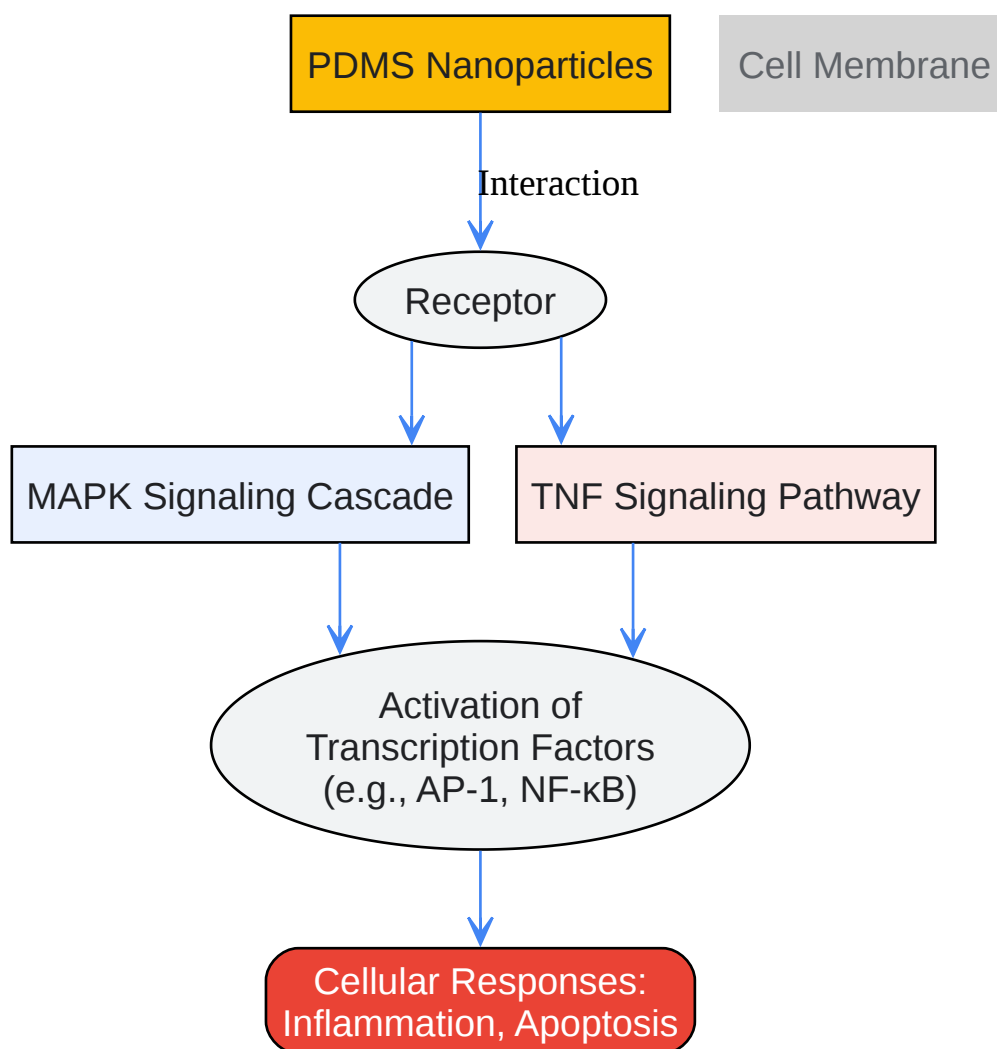 PDMS Nanoparticles
Cell Membrane
Interaction
Receptor
MAPK Signaling Cascade
TNF Signaling Pathway
Activation of
Transcription Factors
(e.g., AP-1, NF-κB)
Cellular Responses:
Inflammation, Apoptosis